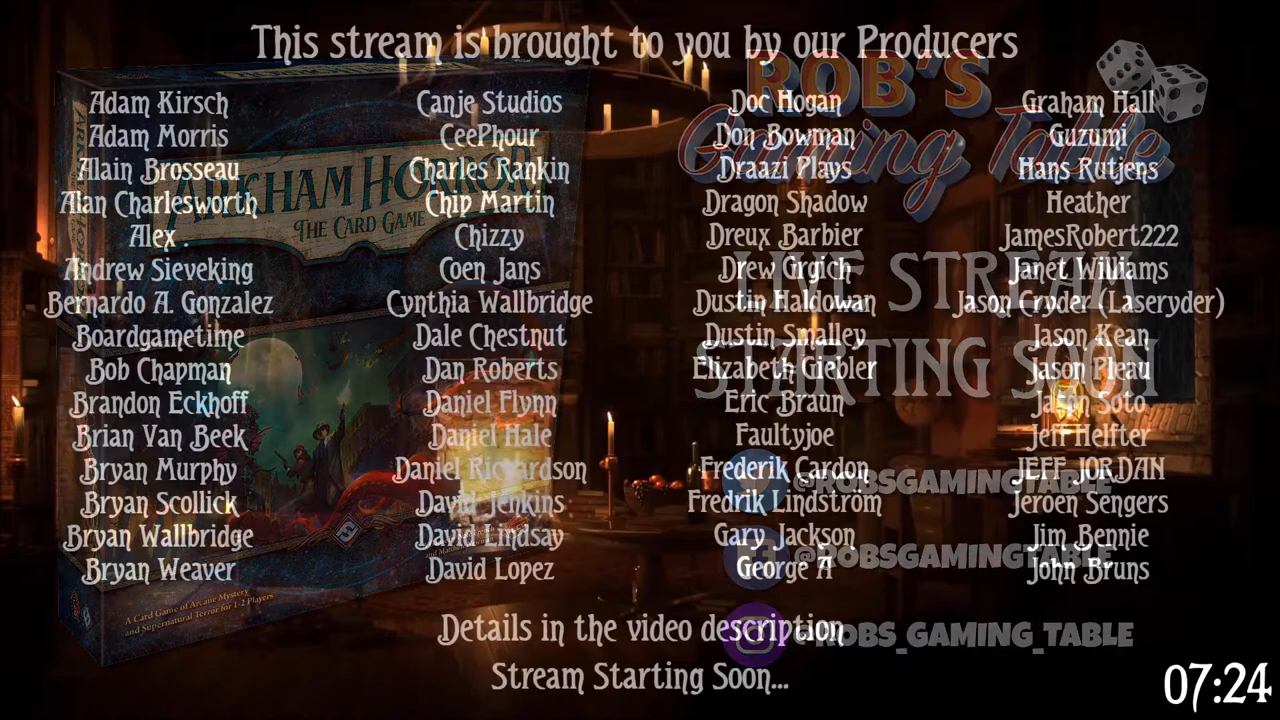 This stream is brought to you by our Producers
Adam Kirsch
Adam Morris
Alain Brosseau
Alan Charlesworth
Alex .
Andrew Sieveking
Bernardo A. Gonzalez
Boardgametime
Bob Chapman
Brandon Eckhoff
Brian Van Beek
Bryan Murphy
Bryan Scollick
Bryan Wallbridge
Bryan Weaver
Canje Studios
CeePhour
Charles Rankin
Chip Martin
Chizzy
Coen Jans
Cynthia Wallbridge
Dale Chestnut
Dan Roberts
Daniel Flynn
Daniel Hale
Daniel Richardson
David Jenkins
David Lindsay
David Lopez
Doc Hogan
Don Bowman
Draazi Plays
Dragon Shadow
Dreux Barbier
Drew Grgich
Dustin Haldowan
Dustin Smalley
Elizabeth Giebler
Eric Braun
Faultyjoe
Frederik Cardon
Fredrik Lindström
Gary Jackson
George A
Graham Hall
Guzumi
Hans Rutjens
Heather
JamesRobert222
Janet Williams
Jason Cryder (Laseryder)
Jason Kean
Jason Pleau
Jason Soto
Jeff Helfter
JEFF JORDAN
Jeroen Sengers
Jim Bennie
John Bruns
Details in the video description
Stream Starting Soon...
07:24
ROB'S
Gaming Table
LIVE STREAM
STARTING SOON
@ROBSGAMINGTABLE
@ROBSGAMINGTABLE
@ROBS_GAMING_TABLE
ARKHAM HORROR
THE CARD GAME
A Card Game of Arcane Mystery
and Supernatural Terror for 1-2 Players